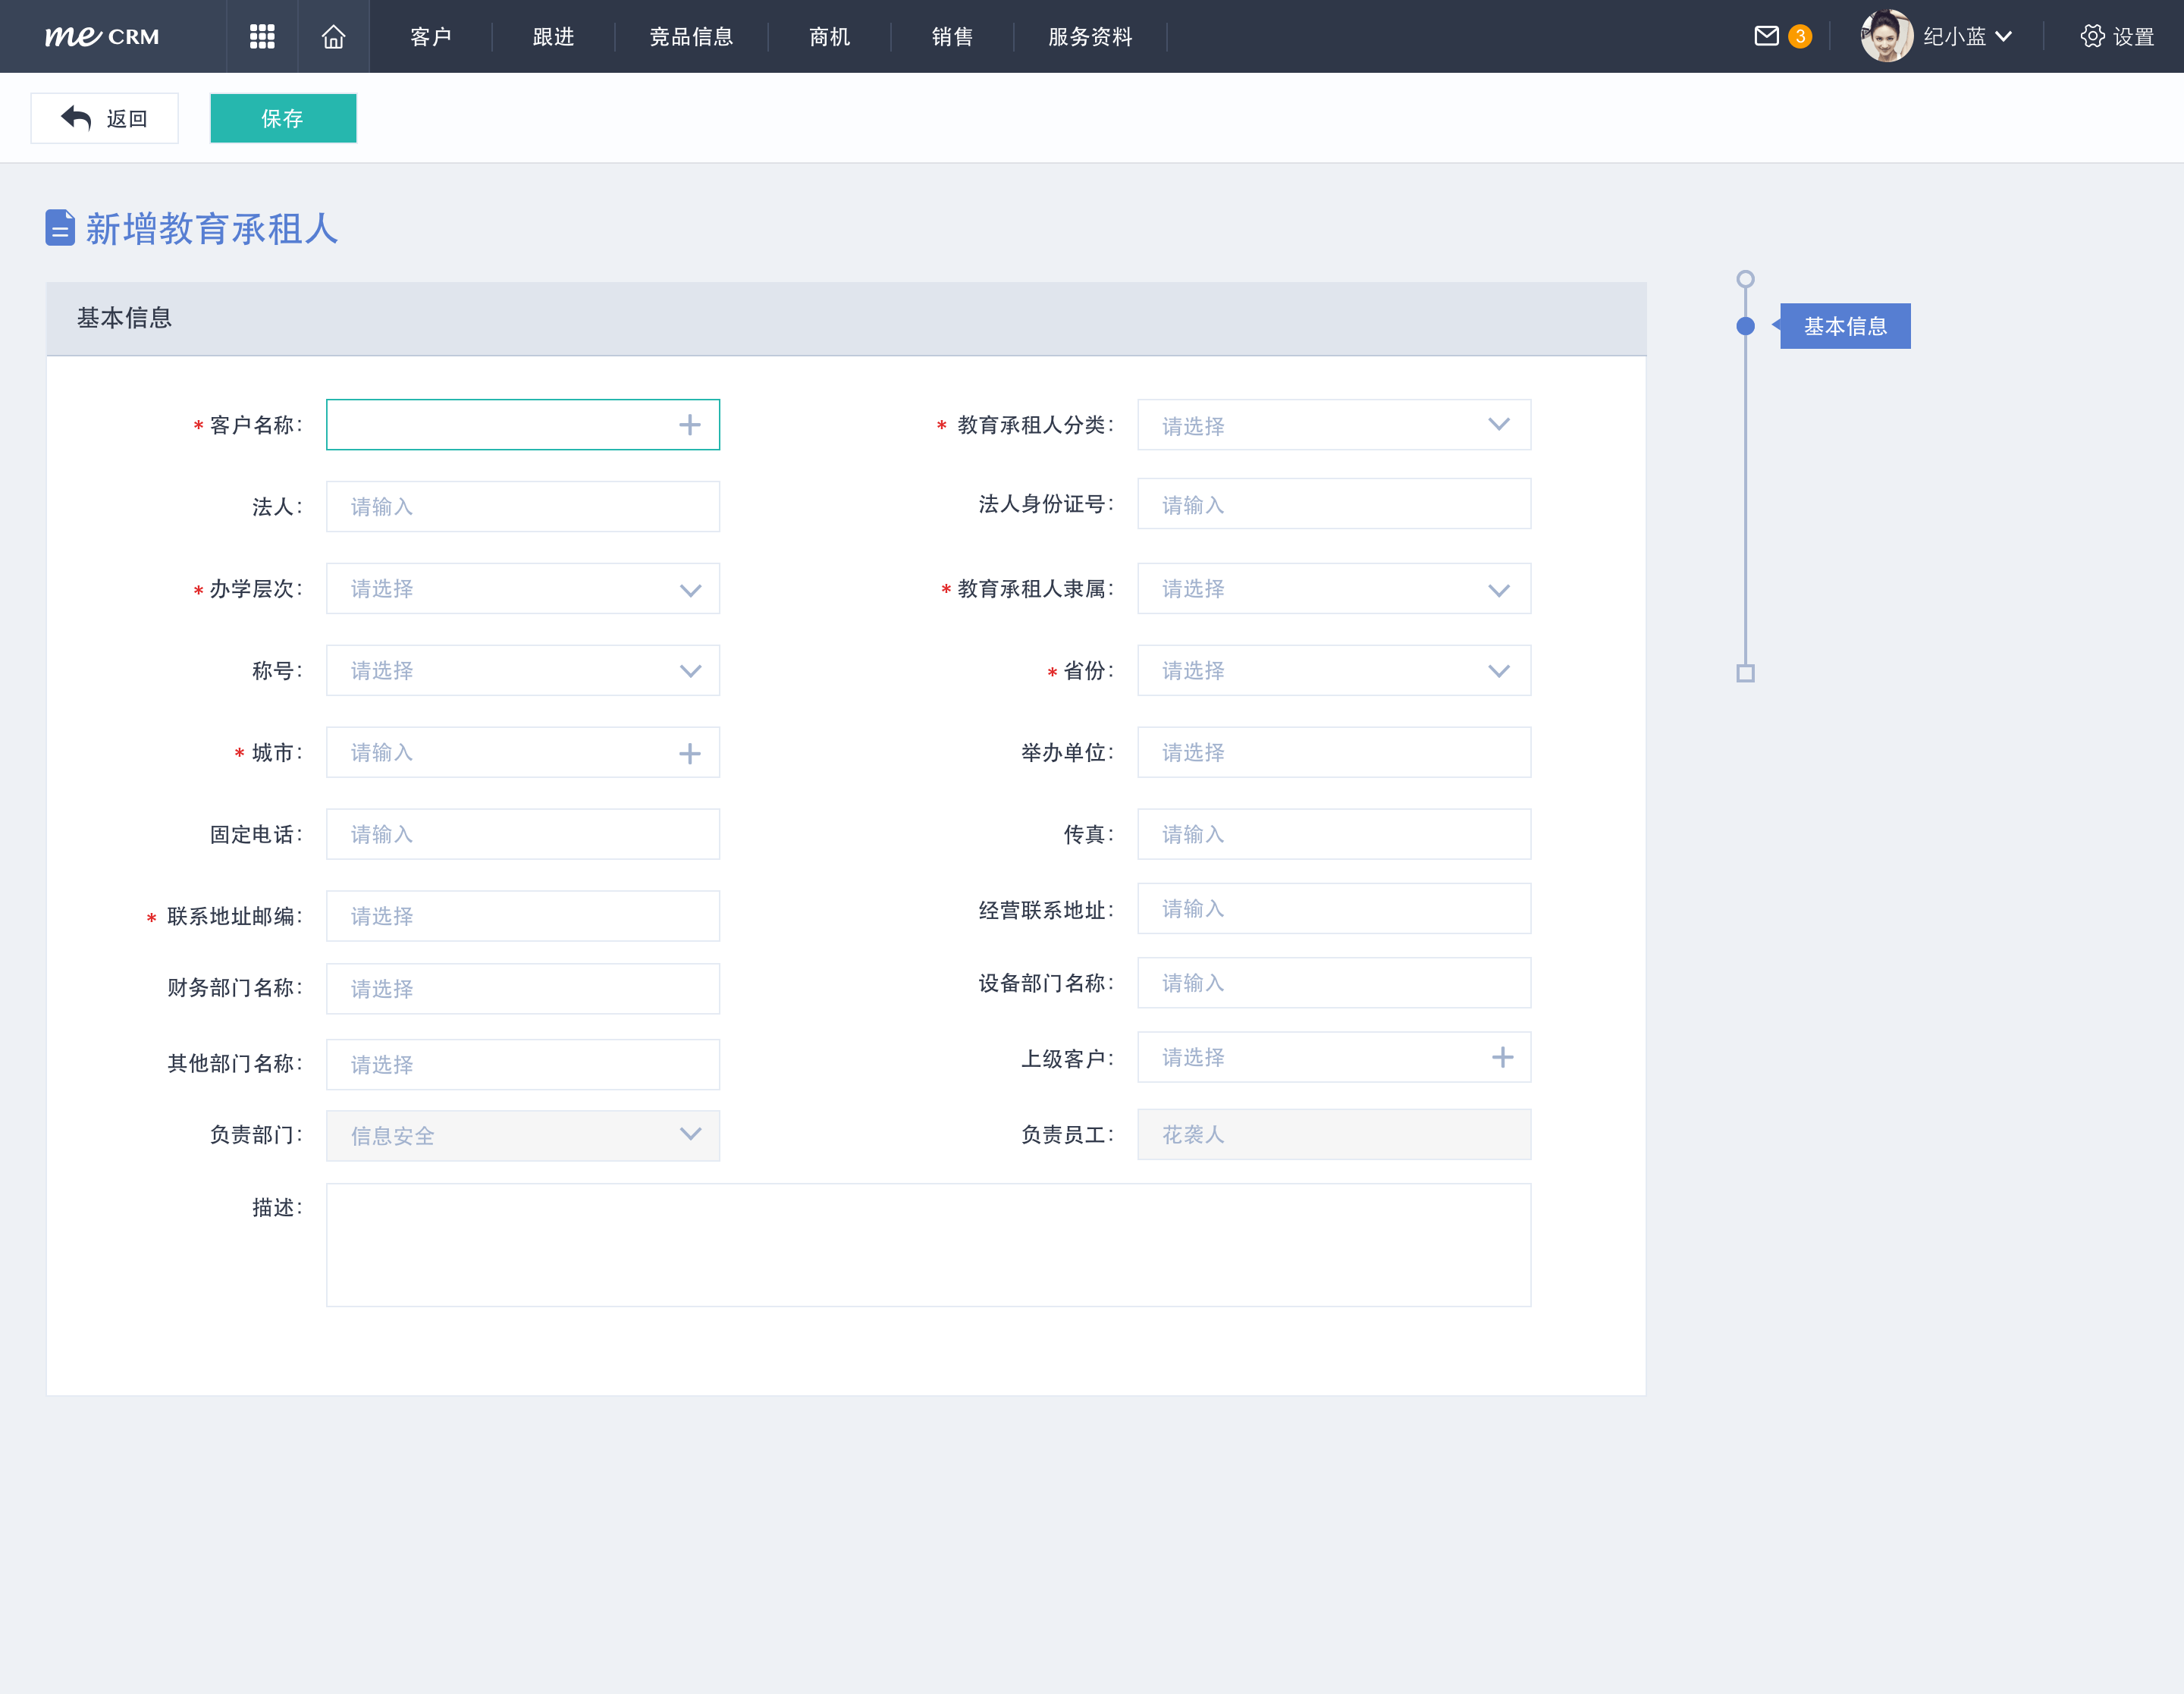 me CRM 客户 跟进 竞品信息 商机 销售 服务资料 3 纪小蓝 设置
返回 保存
新增教育承租人
基本信息
基本信息
* 客户名称: * 教育承租人分类: 请选择
法人: 请输入 法人身份证号: 请输入
* 办学层次: 请选择 * 教育承租人隶属: 请选择
称号: 请选择 * 省份: 请选择
* 城市: 请输入 举办单位: 请选择
固定电话: 请输入 传真: 请输入
* 联系地址邮编: 请选择 经营联系地址: 请输入
财务部门名称: 请选择 设备部门名称: 请输入
其他部门名称: 请选择 上级客户: 请选择
负责部门: 信息安全 负责员工: 花袭人
描述: